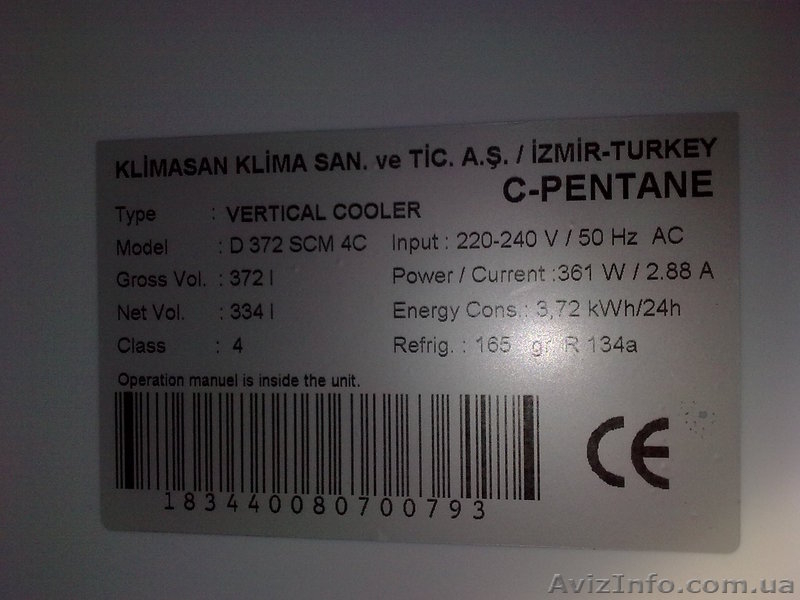 KLİMASAN KLİMA SAN. ve TİC. A.Ş. / İZMİR-TURKEY
C-PENTANE
Type : VERTICAL COOLER
Model : D 372 SCM 4C Input : 220-240 V / 50 Hz AC
Gross Vol. : 372 l Power / Current :361 W / 2.88 A
Net Vol. : 334 l Energy Cons.: 3,72 kWh/24h
Class : 4 Refrig. : 165 gr R 134a
Operation manuel is inside the unit.
CE
183440080700793
AvizInfo.com.ua